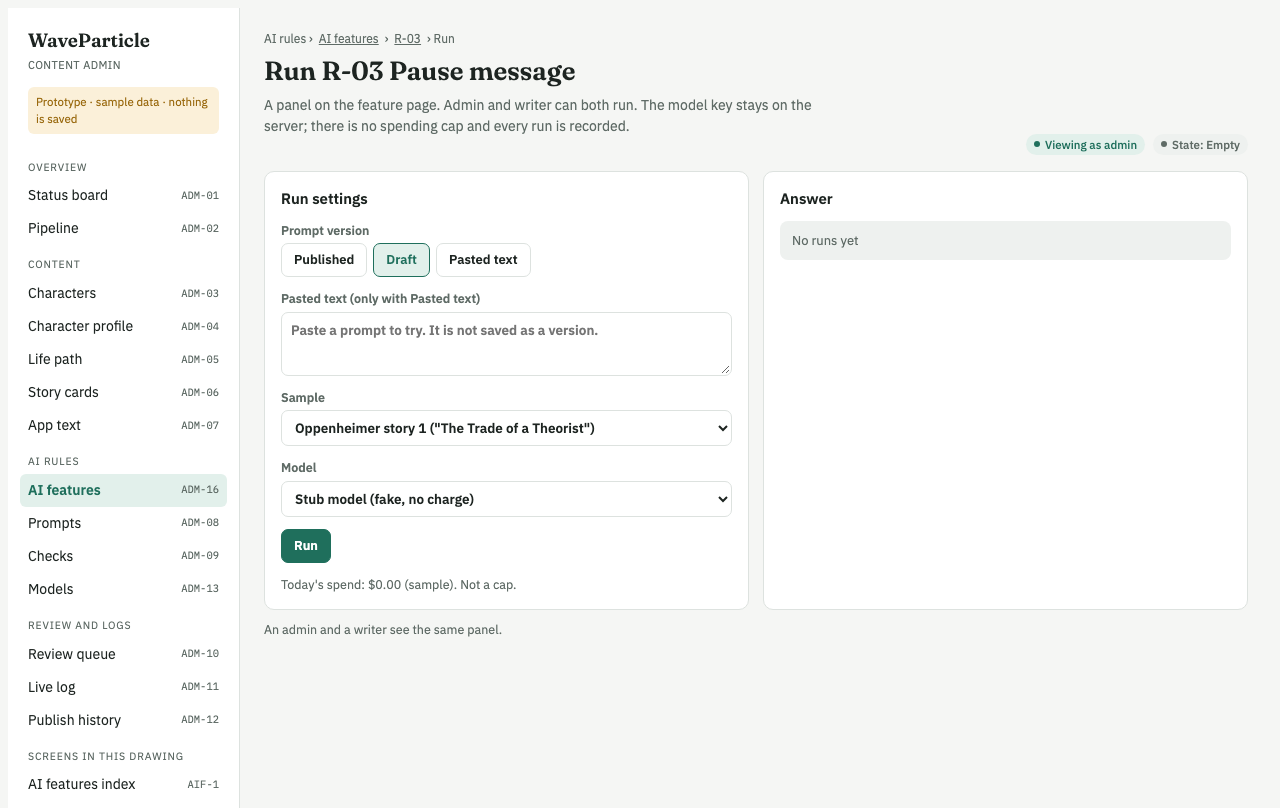 WaveParticle
CONTENT ADMIN
Prototype · sample data · nothing
is saved
OVERVIEW
Status board ADM-01
Pipeline ADM-02
CONTENT
Characters ADM-03
Character profile ADM-04
Life path ADM-05
Story cards ADM-06
App text ADM-07
AI RULES
AI features ADM-16
Prompts ADM-08
Checks ADM-09
Models ADM-13
REVIEW AND LOGS
Review queue ADM-10
Live log ADM-11
Publish history ADM-12
SCREENS IN THIS DRAWING
AI features index AIF-1
AI rules › AI features › R-03 › Run
Run R-03 Pause message
A panel on the feature page. Admin and writer can both run. The model key stays on the
server; there is no spending cap and every run is recorded.
Viewing as admin State: Empty
Run settings
Prompt version
Published Draft Pasted text
Pasted text (only with Pasted text)
Paste a prompt to try. It is not saved as a version.
Sample
Oppenheimer story 1 ("The Trade of a Theorist")
Model
Stub model (fake, no charge)
Run
Today's spend: $0.00 (sample). Not a cap.
Answer
No runs yet
An admin and a writer see the same panel.